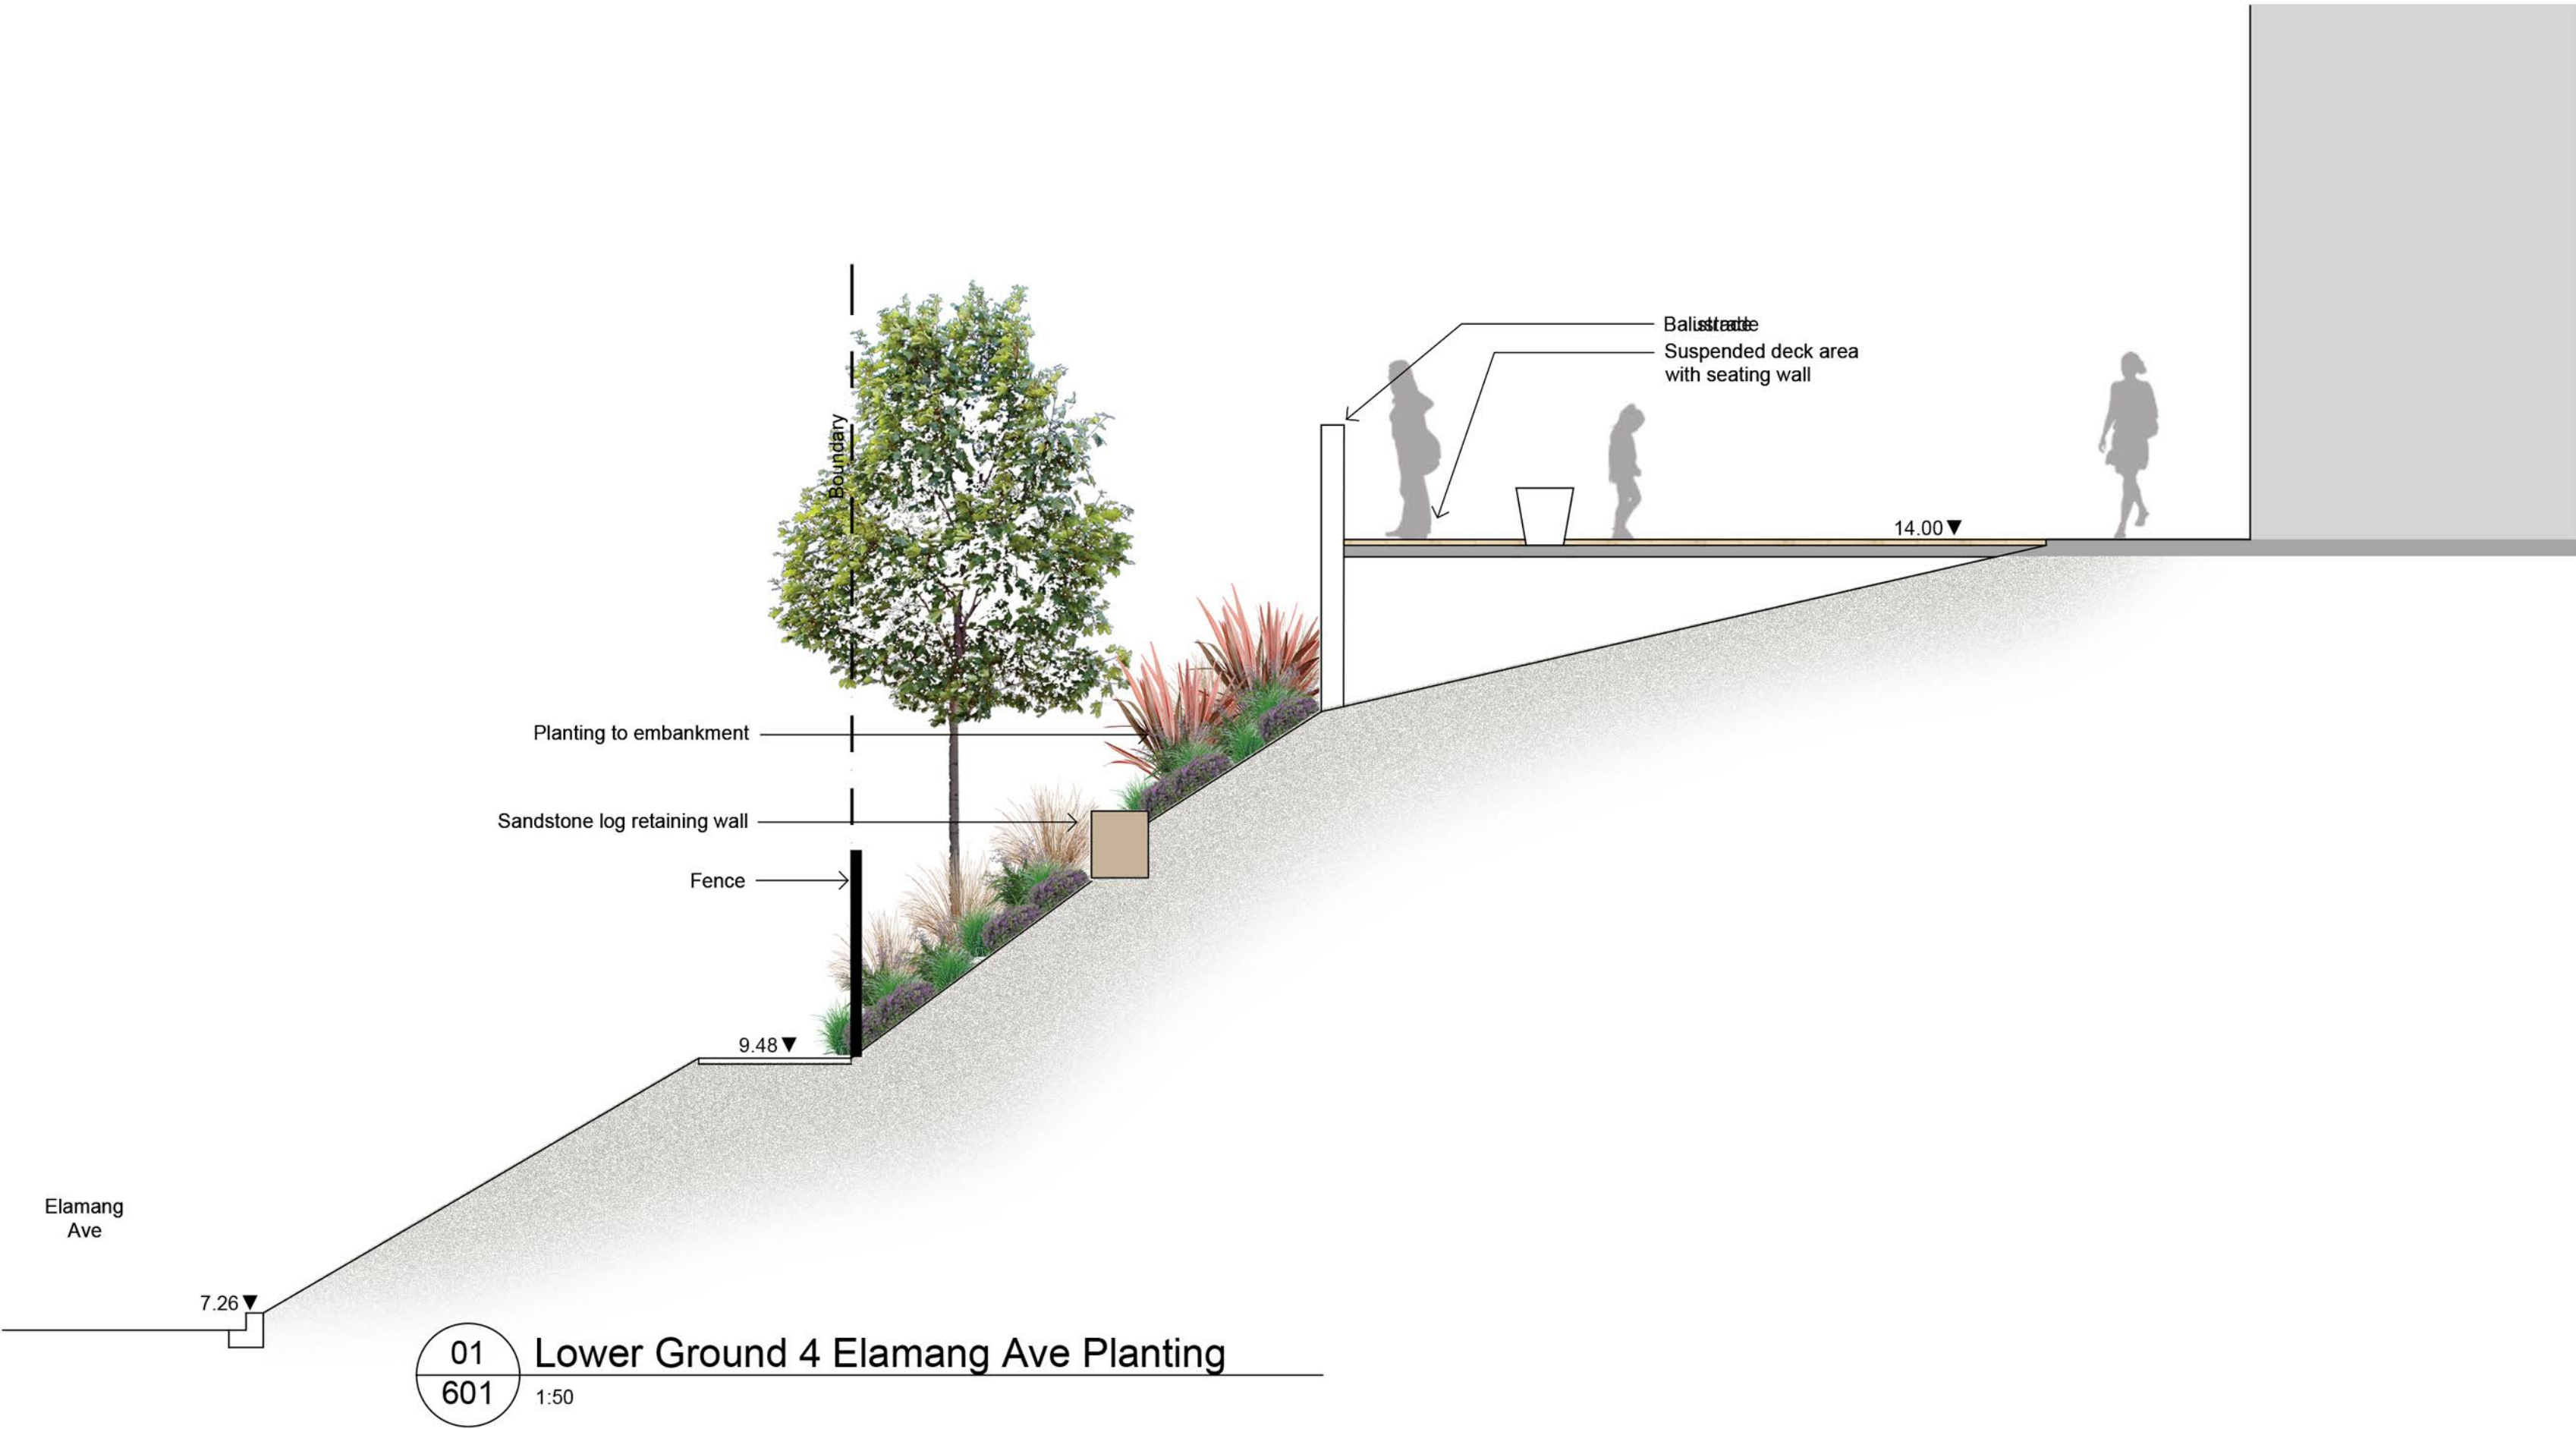 Boundary
Suspended deck area
with seating wall
14.00
Planting to embankment
Sandstone log retaining wall
Fence
9.48
Elamang
Ave
7.26
01
601
Lower Ground 4 Elamang Ave Planting
1:50